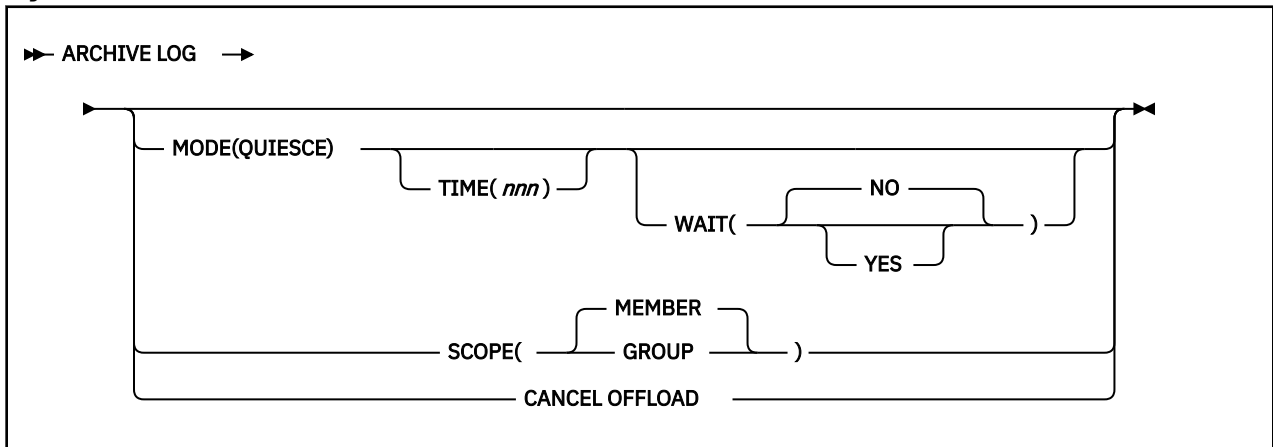 ARCHIVE LOG
MODE(QUIESCE)
TIME( nnn )
NO
WAIT( )
YES
MEMBER
SCOPE( GROUP )
CANCEL OFFLOAD